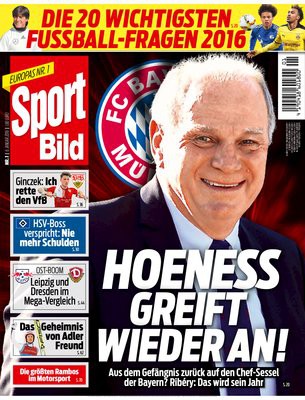 DIE 20 WICHTIGSTEN
FUSSBALL-FRAGEN 2016
EUROPAS NR. 1
Sport
Bild
FC BAYERN
MÜ
Ginczek: Ich
rette
den VfB
HSV-Boss
verspricht: Nie
mehr Schulden
OST-BOOM
Leipzig und
Dresden im
Mega-Vergleich
Das Geheimnis
von Adler
Freund
Die größten Rambos
im Motorsport
HOENESS
GREIFT
WIEDER AN!
Aus dem Gefängnis zurück auf den Chef-Sessel
der Bayern? Ribéry: Das wird sein Jahr
S. 20